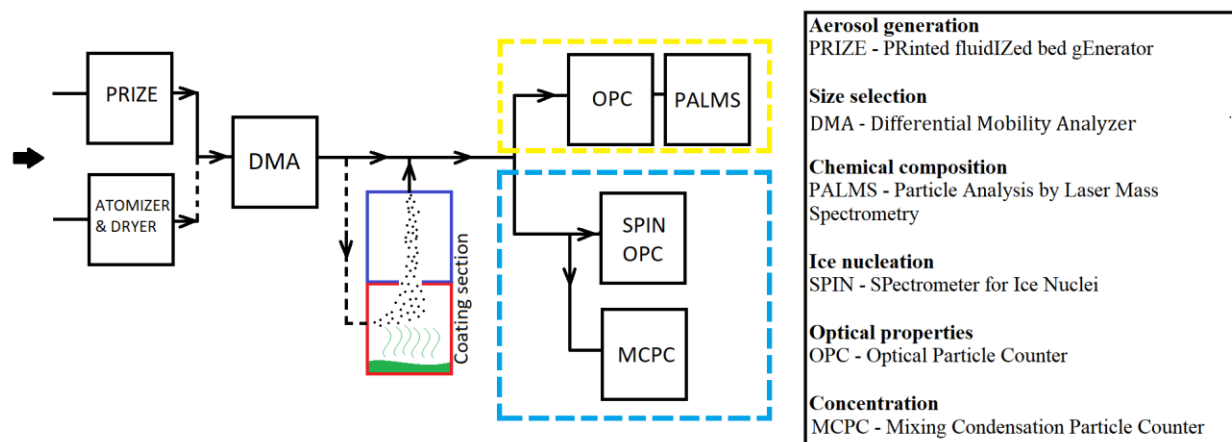 PRIZE
ATOMIZER
& DRYER
DMA
Coating section
OPC
PALMS
SPIN
OPC
MCPC
Aerosol generation
PRIZE - PRinted fluidIZed bed gEnerator
Size selection
DMA - Differential Mobility Analyzer
Chemical composition
PALMS - Particle Analysis by Laser Mass
Spectrometry
Ice nucleation
SPIN - SPectrometer for Ice Nuclei
Optical properties
OPC - Optical Particle Counter
Concentration
MCPC - Mixing Condensation Particle Counter